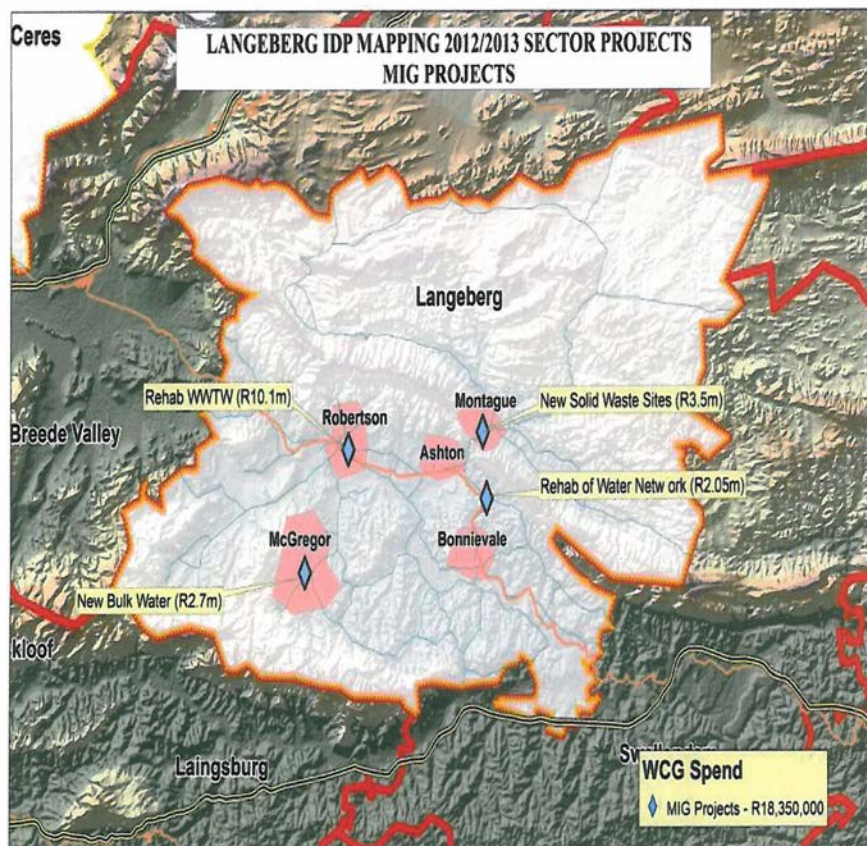 Ceres
LANGEBERG IDP MAPPING 2012/2013 SECTOR PROJECTS
MIG PROJECTS
Langeberg
Rehab WWTW (R10.1m)
Robertson
Montague
New Solid Waste Sites (R3.5m)
Breede Valley
Ashton
Rehab of Water Netw ork (R2.05m)
McGregor
Bonnievale
New Bulk Water (R2.7m)
kloof
Laingsburg
WCG Spend
MIG Projects - R18,350,000